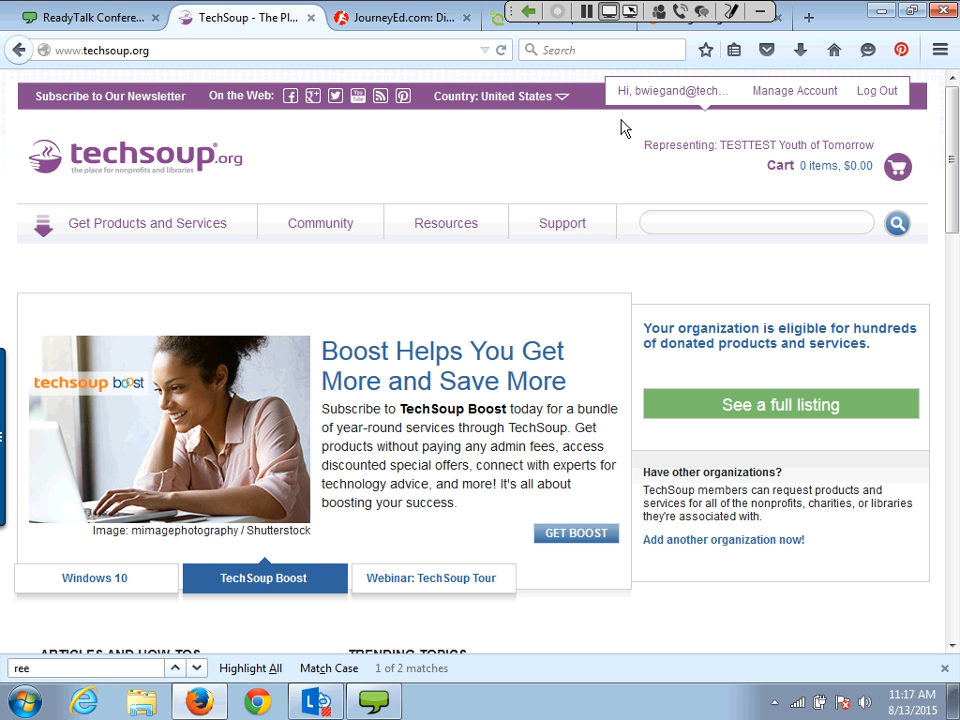 ReadyTalk Confere...
TechSoup - The Pl...
JourneyEd.com: Di...
www.techsoup.org
Search
Subscribe to Our Newsletter
On the Web:
You Tube
Country: United States
Hi, bwiegand@tech...
Manage Account
Log Out
techsoup.org
the place for nonprofits and libraries
Representing: TESTTEST Youth of Tomorrow
Cart 0 items, $0.00
Get Products and Services
Community
Resources
Support
techsoup boost
Boost Helps You Get
More and Save More
Subscribe to TechSoup Boost today for a bundle
of year-round services through TechSoup. Get
products without paying any admin fees, access
discounted special offers, connect with experts for
technology advice, and more! It's all about
boosting your success.
Image: mimagephotography / Shutterstock
GET BOOST
Windows 10
TechSoup Boost
Webinar: TechSoup Tour
Your organization is eligible for hundreds
of donated products and services.
See a full listing
Have other organizations?
TechSoup members can request products and
services for all of the nonprofits, charities, or libraries
they're associated with.
Add another organization now!
ARTICLES AND HOW-TOS
TRENDING TOPICS
ree
Highlight All
Match Case
1 of 2 matches
11:17 AM
8/13/2015